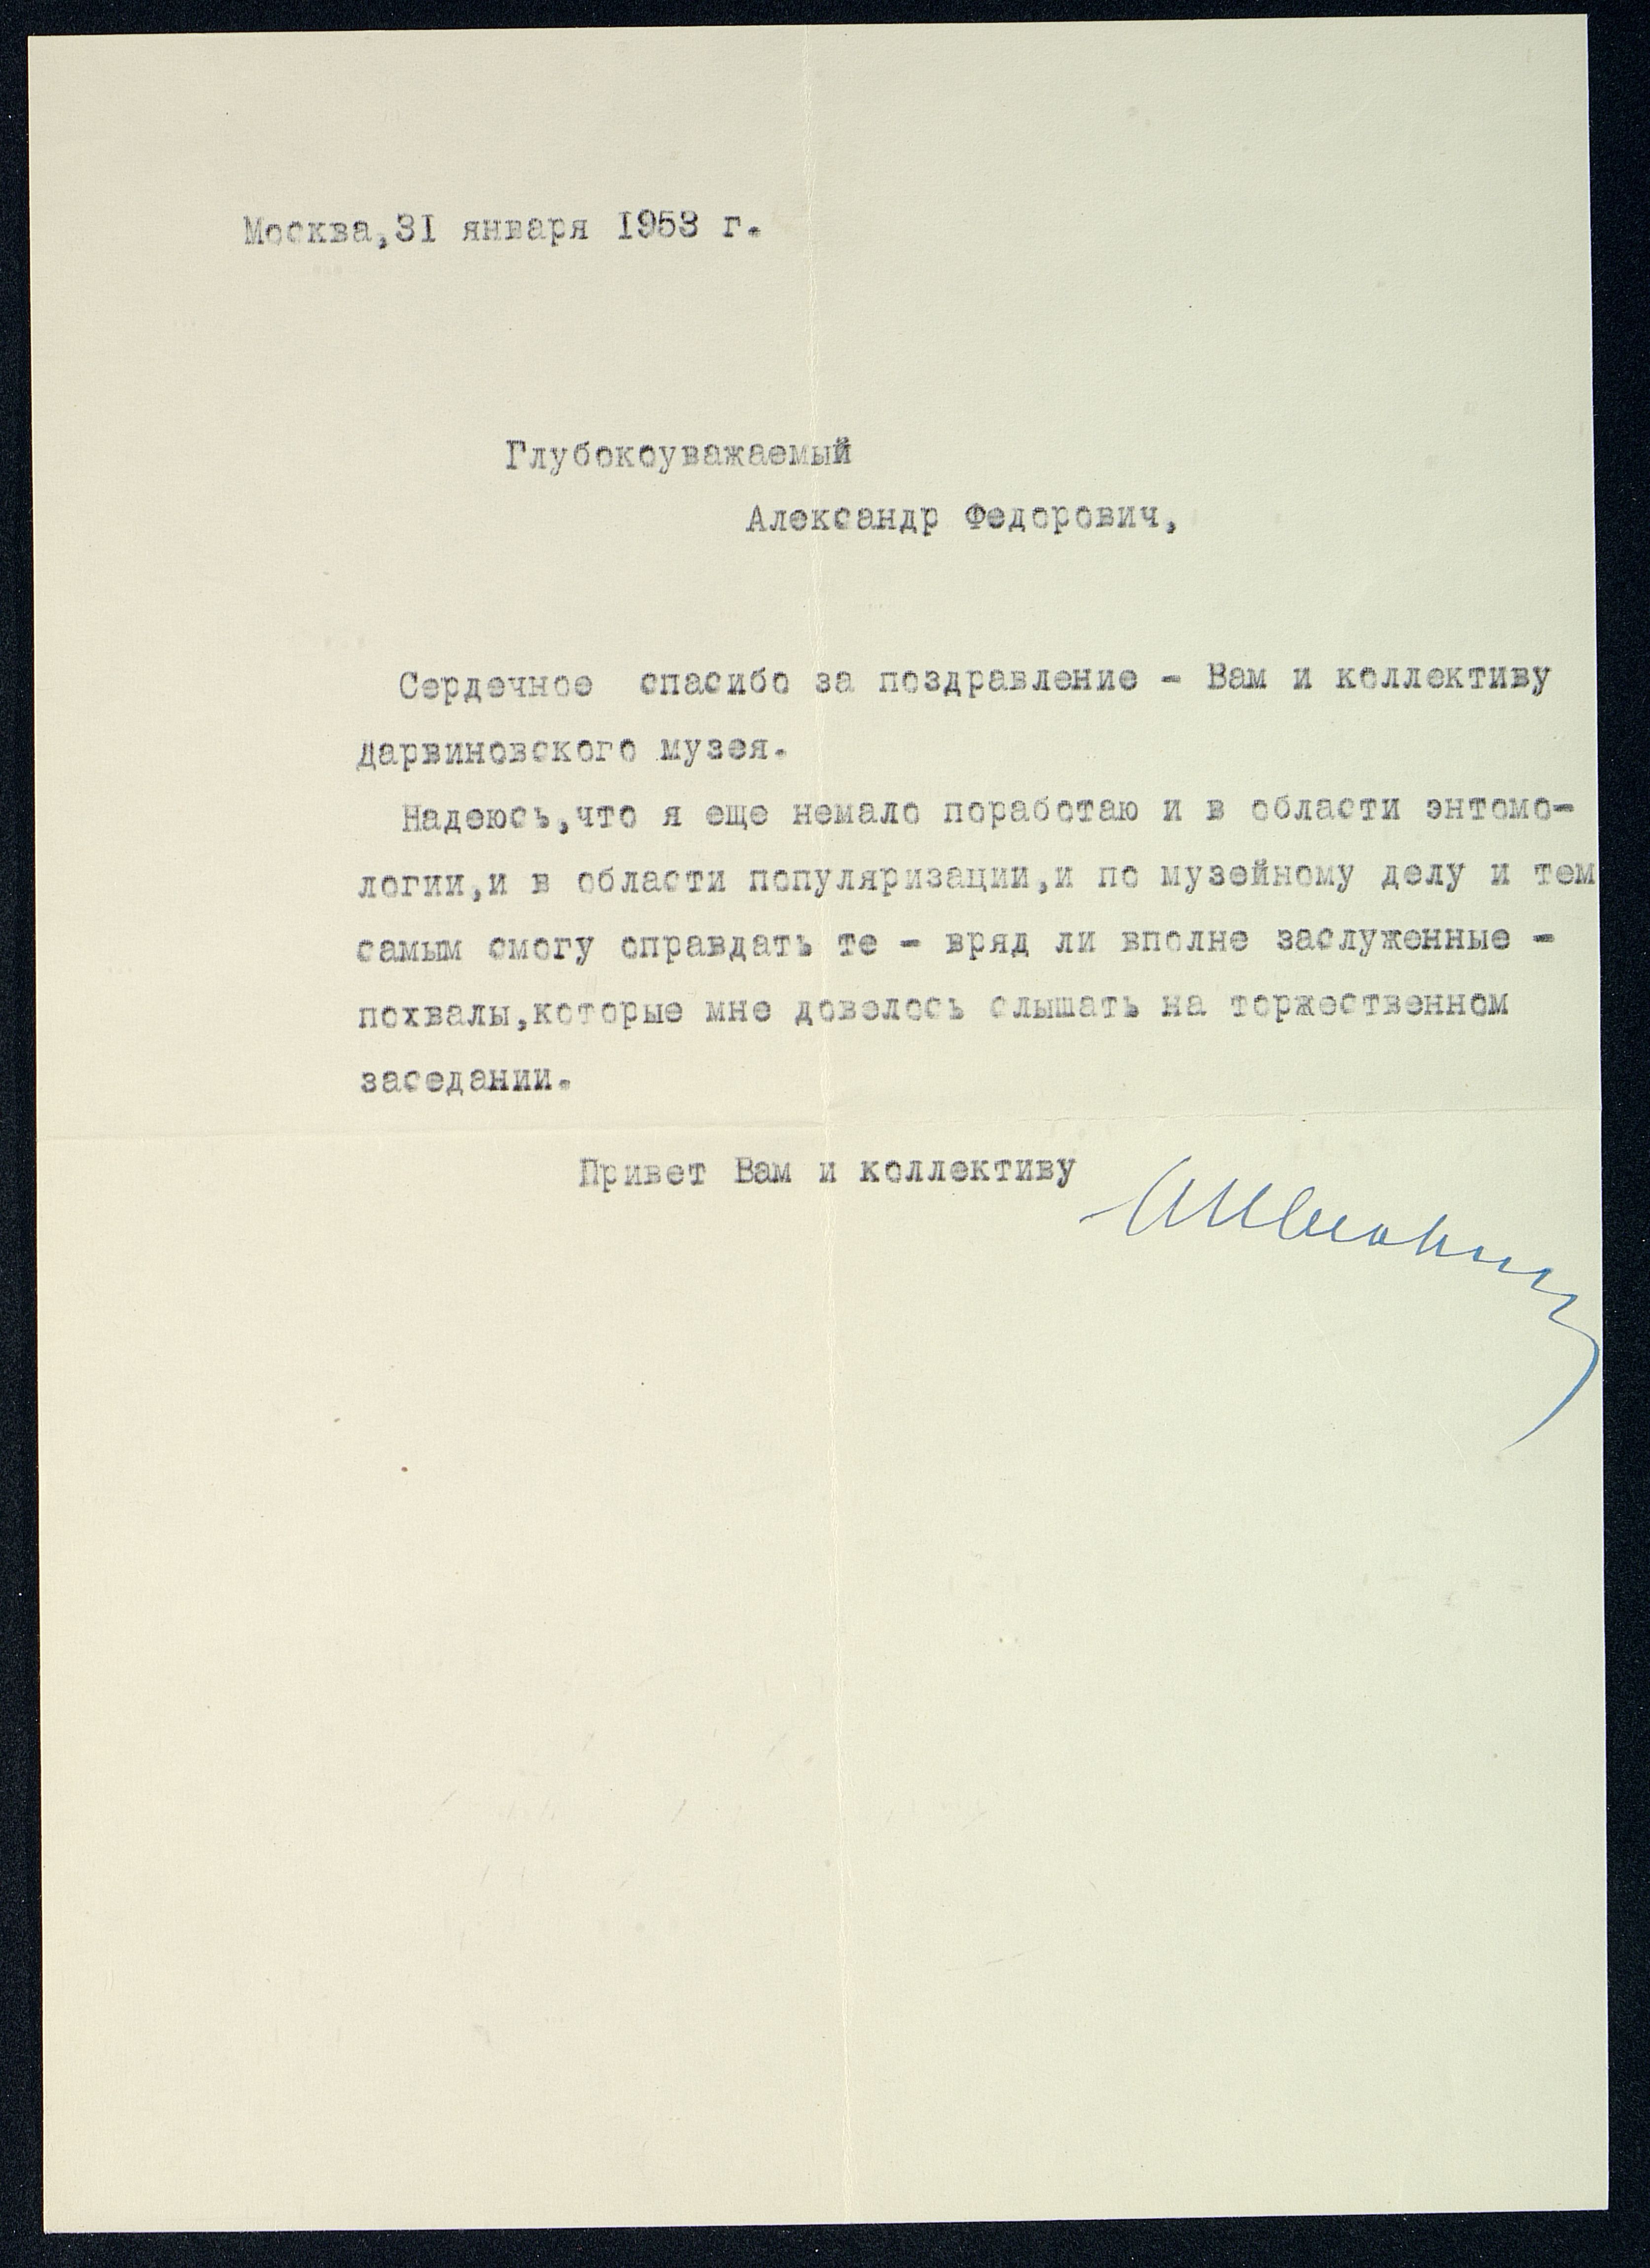 Москва,31 января 1953 г.
Глубокоуважаемый
Александр Федорович,
Сердечное спасибо за поздравление - Вам и коллективу
Дарвиновского музея.
Надеюсь,что я еще немало поработаю и в области энтомо-
логии,и в области популяризации,и по музейному делу и тем
самым смогу оправдать те - вряд ли вполне заслуженные -
похвалы,которые мне довелось слышать на торжественном
заседании.
Привет Вам и коллективу